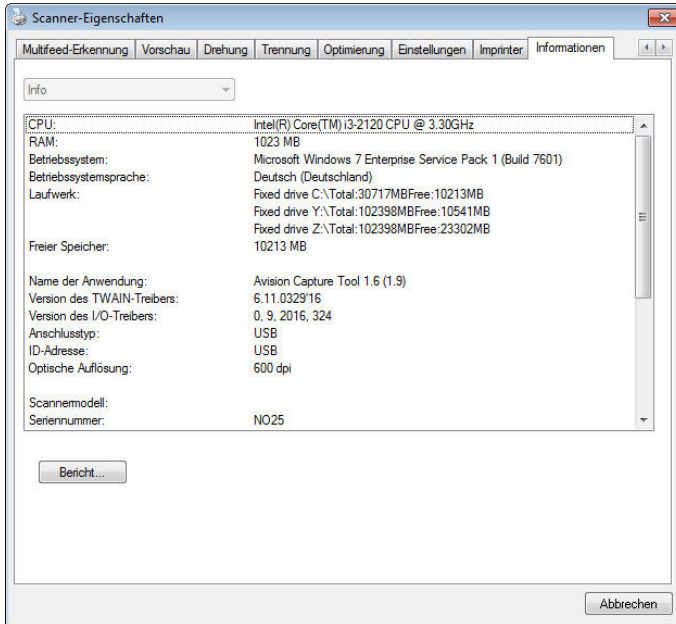 Scanner-Eigenschaften
Multifeed-Erkennung Vorschau Drehung Trennung Optimierung Einstellungen Imprinter Informationen
Info
CPU: Intel(R) Core(TM) i3-2120 CPU @ 3.30GHz
RAM: 1023 MB
Betriebssystem: Microsoft Windows 7 Enterprise Service Pack 1 (Build 7601)
Betriebssystemsprache: Deutsch (Deutschland)
Laufwerk: Fixed drive C:\Total:30717MBFree:10213MB
Fixed drive Y:\Total:102398MBFree:10541MB
Fixed drive Z:\Total:102398MBFree:23302MB
Freier Speicher: 10213 MB
Name der Anwendung: Avision Capture Tool 1.6 (1.9)
Version des TWAIN-Treibers: 6.11.0329'16
Version des I/O-Treibers: 0, 9, 2016, 324
Anschlusstyp: USB
ID-Adresse: USB
Optische Auflösung: 600 dpi
Scannermodell:
Seriennummer: NO25
Bericht...
Abbrechen